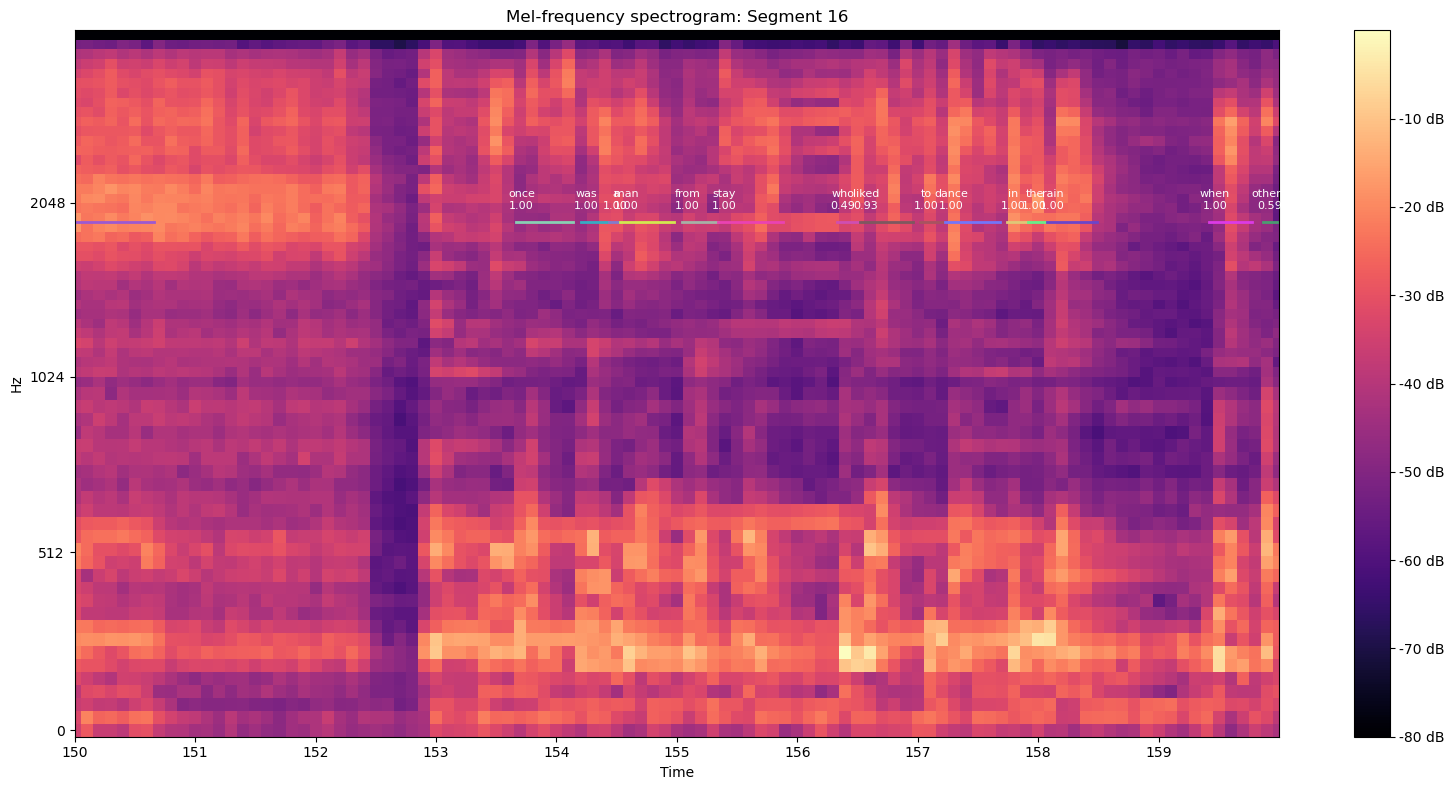 Mel-frequency spectrogram: Segment 16
once was a man from stay who liked to dance in the rain when other
1.00 1.00 1.00 1.00 1.00 1.00 0.49 0.93 1.00 1.00 1.00 1.00 1.00 1.00 0.59
2048
1024
512
0
Hz
150 151 152 153 154 155 156 157 158 159
Time
-10 dB
-20 dB
-30 dB
-40 dB
-50 dB
-60 dB
-70 dB
-80 dB